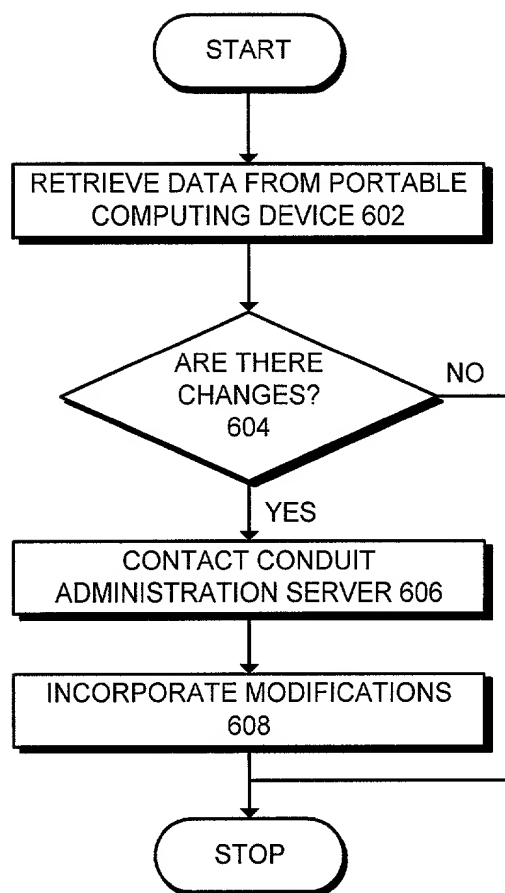 START
RETRIEVE DATA FROM PORTABLE
COMPUTING DEVICE 602
ARE THERE
CHANGES?
604
NO
YES
CONTACT CONDUIT
ADMINISTRATION SERVER 606
INCORPORATE MODIFICATIONS
608
STOP